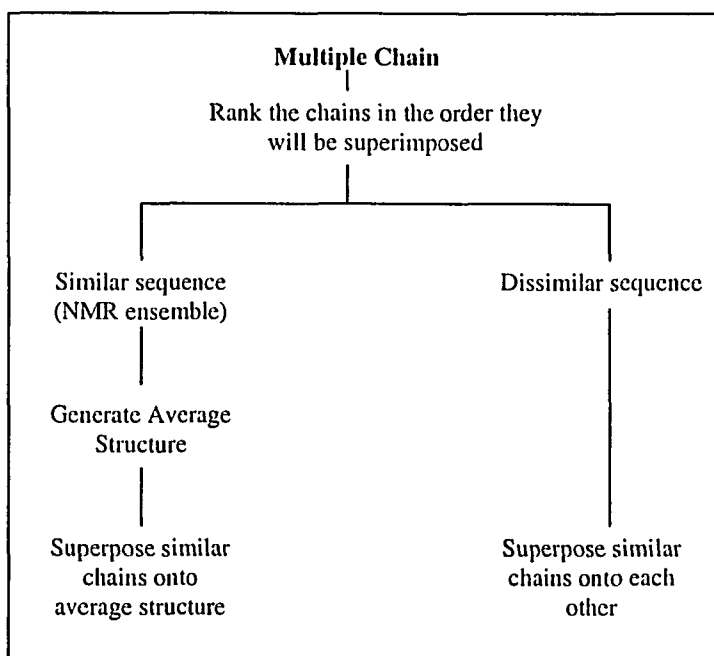 Multiple Chain
Rank the chains in the order they
will be superimposed
Similar sequence
(NMR ensemble)
Dissimilar sequence
Generate Average
Structure
Superpose similar
chains onto
average structure
Superpose similar
chains onto each
other